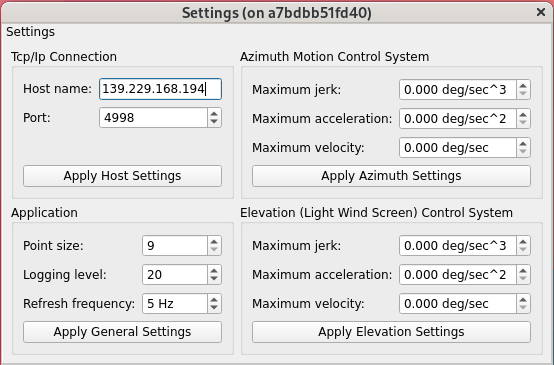 Settings (on a7bdbb51fd40)
Settings
Tcp/Ip Connection
Host name: 139.229.168.194
Port: 4998
Apply Host Settings
Azimuth Motion Control System
Maximum jerk: 0.000 deg/sec^3
Maximum acceleration: 0.000 deg/sec^2
Maximum velocity: 0.000 deg/sec
Apply Azimuth Settings
Application
Point size: 9
Logging level: 20
Refresh frequency: 5 Hz
Apply General Settings
Elevation (Light Wind Screen) Control System
Maximum jerk: 0.000 deg/sec^3
Maximum acceleration: 0.000 deg/sec^2
Maximum velocity: 0.000 deg/sec
Apply Elevation Settings